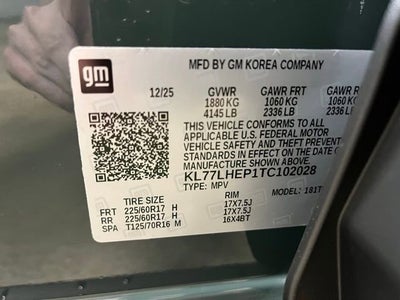 gm
MFD BY GM KOREA COMPANY
12/25 GVWR GAWR FRT GAWR R
1880 KG 1060 KG 1060 K
4145 LB 2336 LB 2336 LB
THIS VEHICLE CONFORMS TO ALL
U.S. FEDERAL MOTOR
VEHICLE SAFETY AND THEFT PREVENT
STANDARDS IN EFFECT ON THE DATE
MANUFACTURE SHOWN ABOVE.
KL77LHEP1TC102028
TYPE: MPV MODEL: 181T
TIRE SIZE RIM
FRT 225/60R17 H 17X7.5J
RR 225/60R17 H 17X7.5J
SPA T125/70R16 M 16X4BT